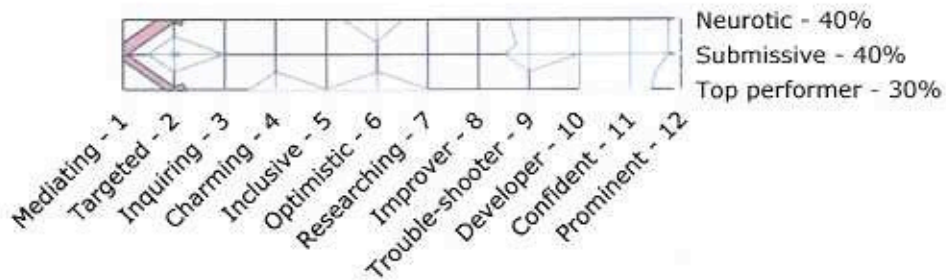 Neurotic - 40%
Submissive - 40%
Top performer - 30%
Mediating - 1
Targeted - 2
Inquiring - 3
Charming - 4
Inclusive - 5
Optimistic - 6
Researching - 7
Improver - 8
Trouble-shooter - 9
Developer - 10
Confident - 11
Prominent - 12